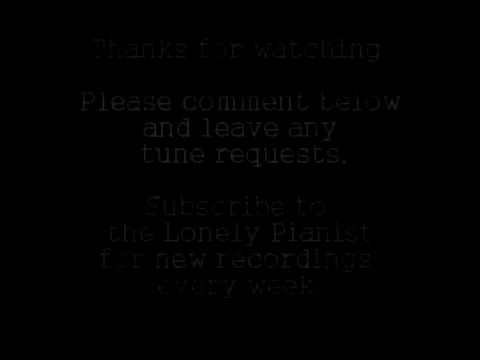 Thanks for watching.
Please comment below
and leave any
tune requests.
Subscribe to
the Lonely Pianist
for new recordings
every week.